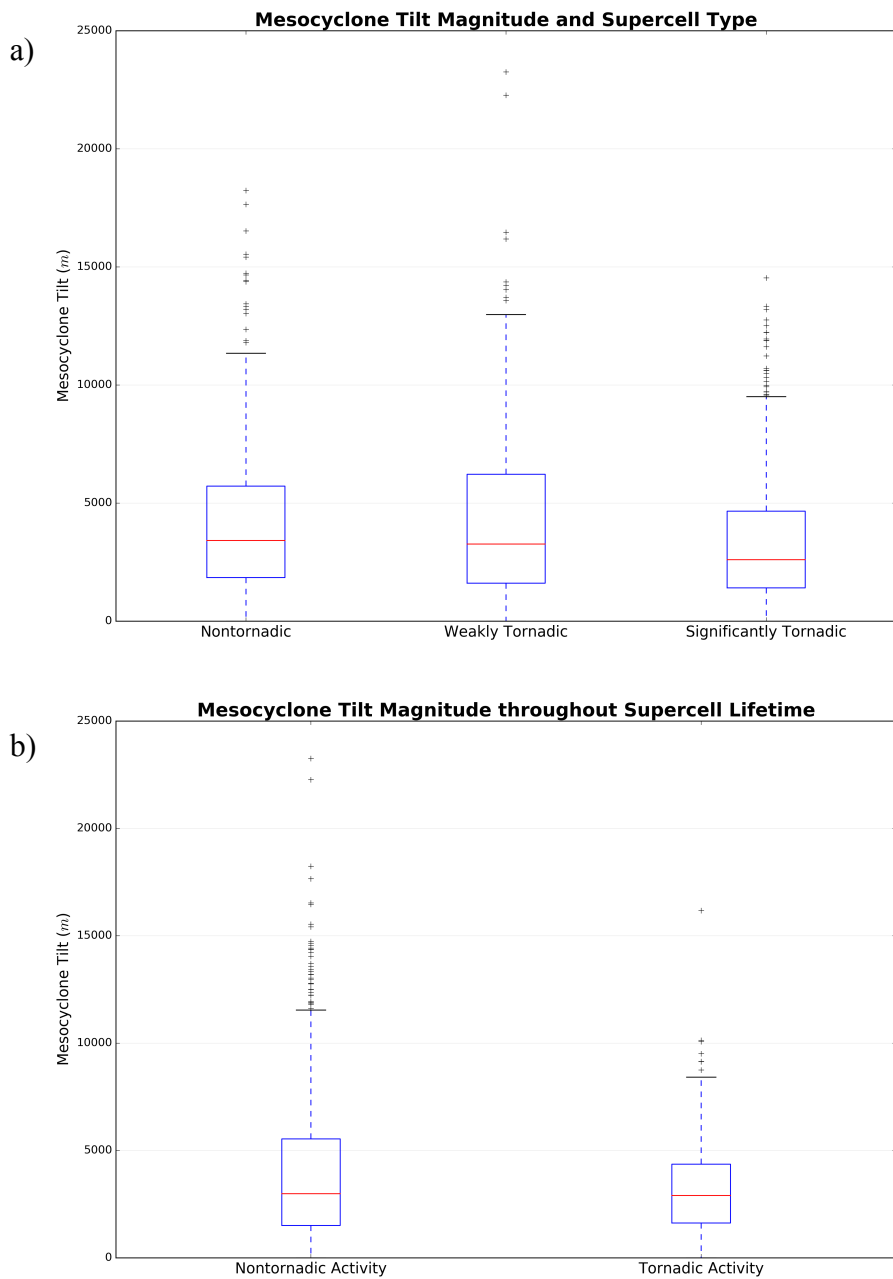 Mesocyclone Tilt Magnitude and Supercell Type
a)
25000
20000
15000
10000
5000
0
Mesocyclone Tilt (m)
Nontornadic Weakly Tornadic Significantly Tornadic
Mesocyclone Tilt Magnitude throughout Supercell Lifetime
b)
25000
20000
15000
10000
5000
0
Mesocyclone Tilt (m)
Nontornadic Activity Tornadic Activity